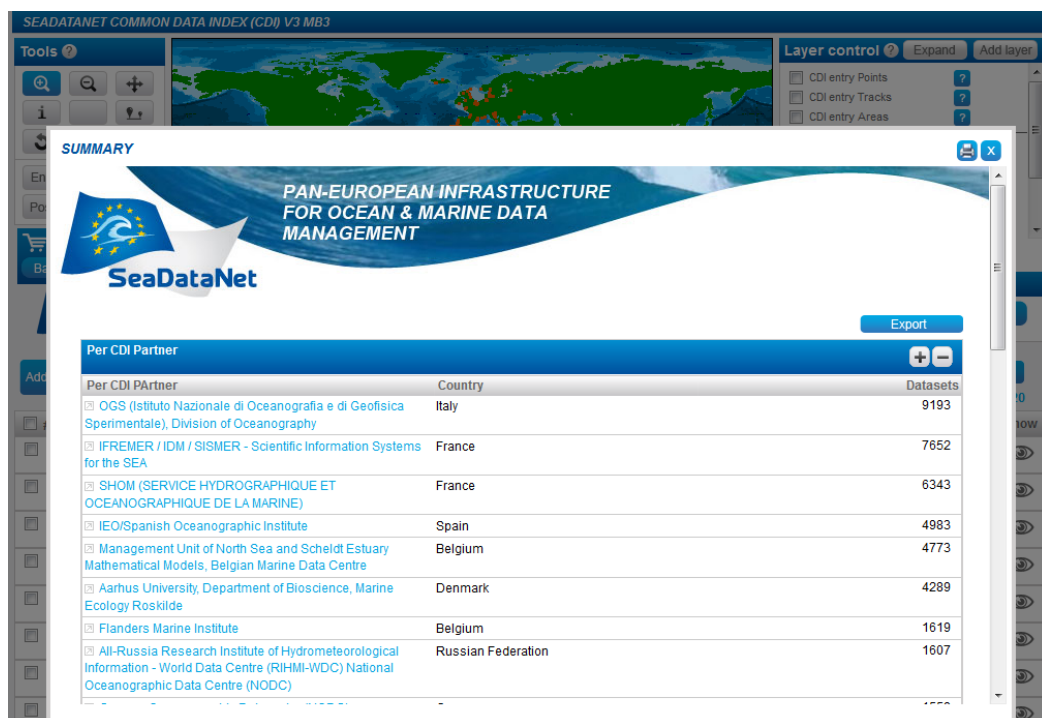 SEADATANET COMMON DATA INDEX (CDI) V3 MB3
Tools ?
Layer control ? Expand Add layer
CDI entry Points ?
CDI entry Tracks ?
CDI entry Areas ?
i
SUMMARY
X
En
Po
PAN-EUROPEAN INFRASTRUCTURE
FOR OCEAN & MARINE DATA
MANAGEMENT
Ba
SeaDataNet
Export
Per CDI Partner
+ −
Add
Per CDI PArtner Country Datasets
OGS (Istituto Nazionale di Oceanografia e di Geofisica Italy 9193
Sperimentale), Division of Oceanography
IFREMER / IDM / SISMER - Scientific Information Systems France 7652
for the SEA
SHOM (SERVICE HYDROGRAPHIQUE ET France 6343
OCEANOGRAPHIQUE DE LA MARINE)
IEO/Spanish Oceanographic Institute Spain 4983
Management Unit of North Sea and Scheldt Estuary Belgium 4773
Mathematical Models, Belgian Marine Data Centre
Aarhus University, Department of Bioscience, Marine Denmark 4289
Ecology Roskilde
Flanders Marine Institute Belgium 1619
All-Russia Research Institute of Hydrometeorological Russian Federation 1607
Information - World Data Centre (RIHMI-WDC) National
Oceanographic Data Centre (NODC)